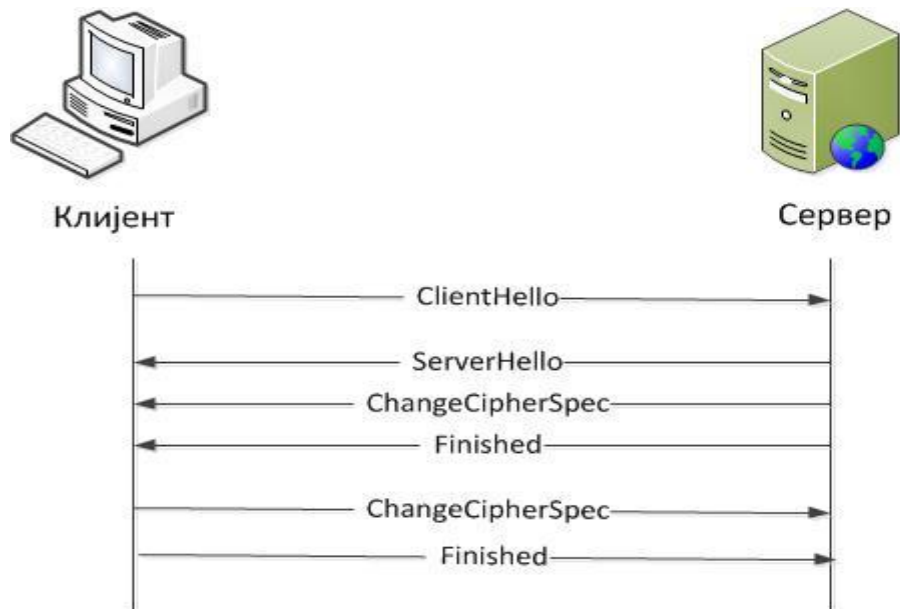 Клијент
Сервер
ClientHello
ServerHello
ChangeCipherSpec
Finished
ChangeCipherSpec
Finished